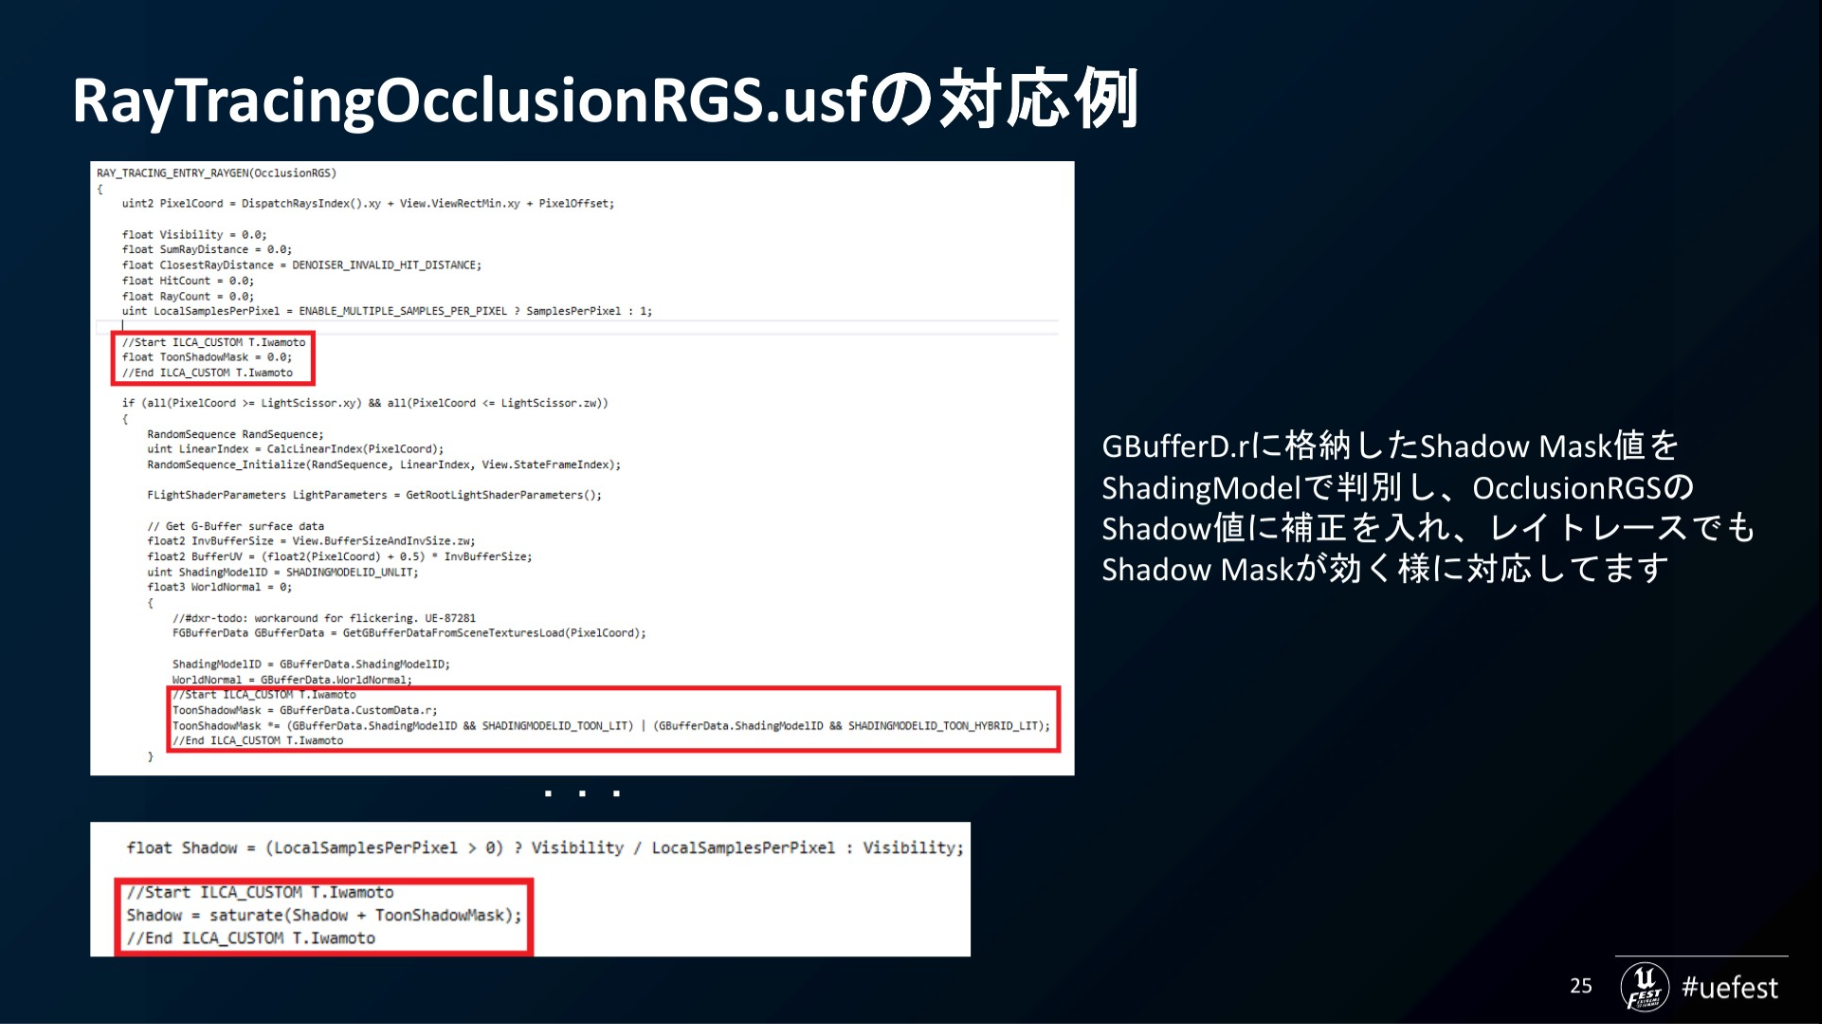 RayTracingOcclusionRGS.usfの対応例
RAY_TRACING_ENTRY_RAYGEN(OcclusionRGS)
{
uint2 PixelCoord = DispatchRaysIndex().xy + View.ViewRectMin.xy + PixelOffset;
float Visibility = 0.0;
float SumRayDistance = 0.0;
float ClosestRayDistance = DENOISER_INVALID_HIT_DISTANCE;
float HitCount = 0.0;
float RayCount = 0.0;
uint LocalSamplesPerPixel = ENABLE_MULTIPLE_SAMPLES_PER_PIXEL ? SamplesPerPixel : 1;
//Start ILCA_CUSTOM T.Iwamoto
float ToonShadowMask = 0.0;
//End ILCA_CUSTOM T.Iwamoto
if (all(PixelCoord >= LightScissor.xy) && all(PixelCoord <= LightScissor.zw))
{
RandomSequence RandSequence;
uint LinearIndex = CalcLinearIndex(PixelCoord);
RandomSequence_Initialize(RandSequence, LinearIndex, View.StateFrameIndex);
FLightShaderParameters LightParameters = GetRootLightShaderParameters();
// Get G-Buffer surface data
float2 InvBufferSize = View.BufferSizeAndInvSize.zw;
float2 BufferUV = (float2(PixelCoord) + 0.5) * InvBufferSize;
uint ShadingModelID = SHADINGMODELID_UNLIT;
float3 WorldNormal = 0;
{
//#dxr-todo: workaround for flickering. UE-87281
FGBufferData GBufferData = GetGBufferDataFromSceneTexturesLoad(PixelCoord);
ShadingModelID = GBufferData.ShadingModelID;
WorldNormal = GBufferData.WorldNormal;
//Start ILCA_CUSTOM T.Iwamoto
ToonShadowMask = GBufferData.CustomData.r;
ToonShadowMask *= (GBufferData.ShadingModelID && SHADINGMODELID_TOON_LIT) | (GBufferData.ShadingModelID && SHADINGMODELID_TOON_HYBRID_LIT);
//End ILCA_CUSTOM T.Iwamoto
}
・・・
float Shadow = (LocalSamplesPerPixel > 0) ? Visibility / LocalSamplesPerPixel : Visibility;
//Start ILCA_CUSTOM T.Iwamoto
Shadow = saturate(Shadow + ToonShadowMask);
//End ILCA_CUSTOM T.Iwamoto
GBufferD.rに格納したShadow Mask値を
ShadingModelで判別し、OcclusionRGSの
Shadow値に補正を入れ、レイトレースでも
Shadow Maskが効く様に対応してます
25
FEST
#uefest